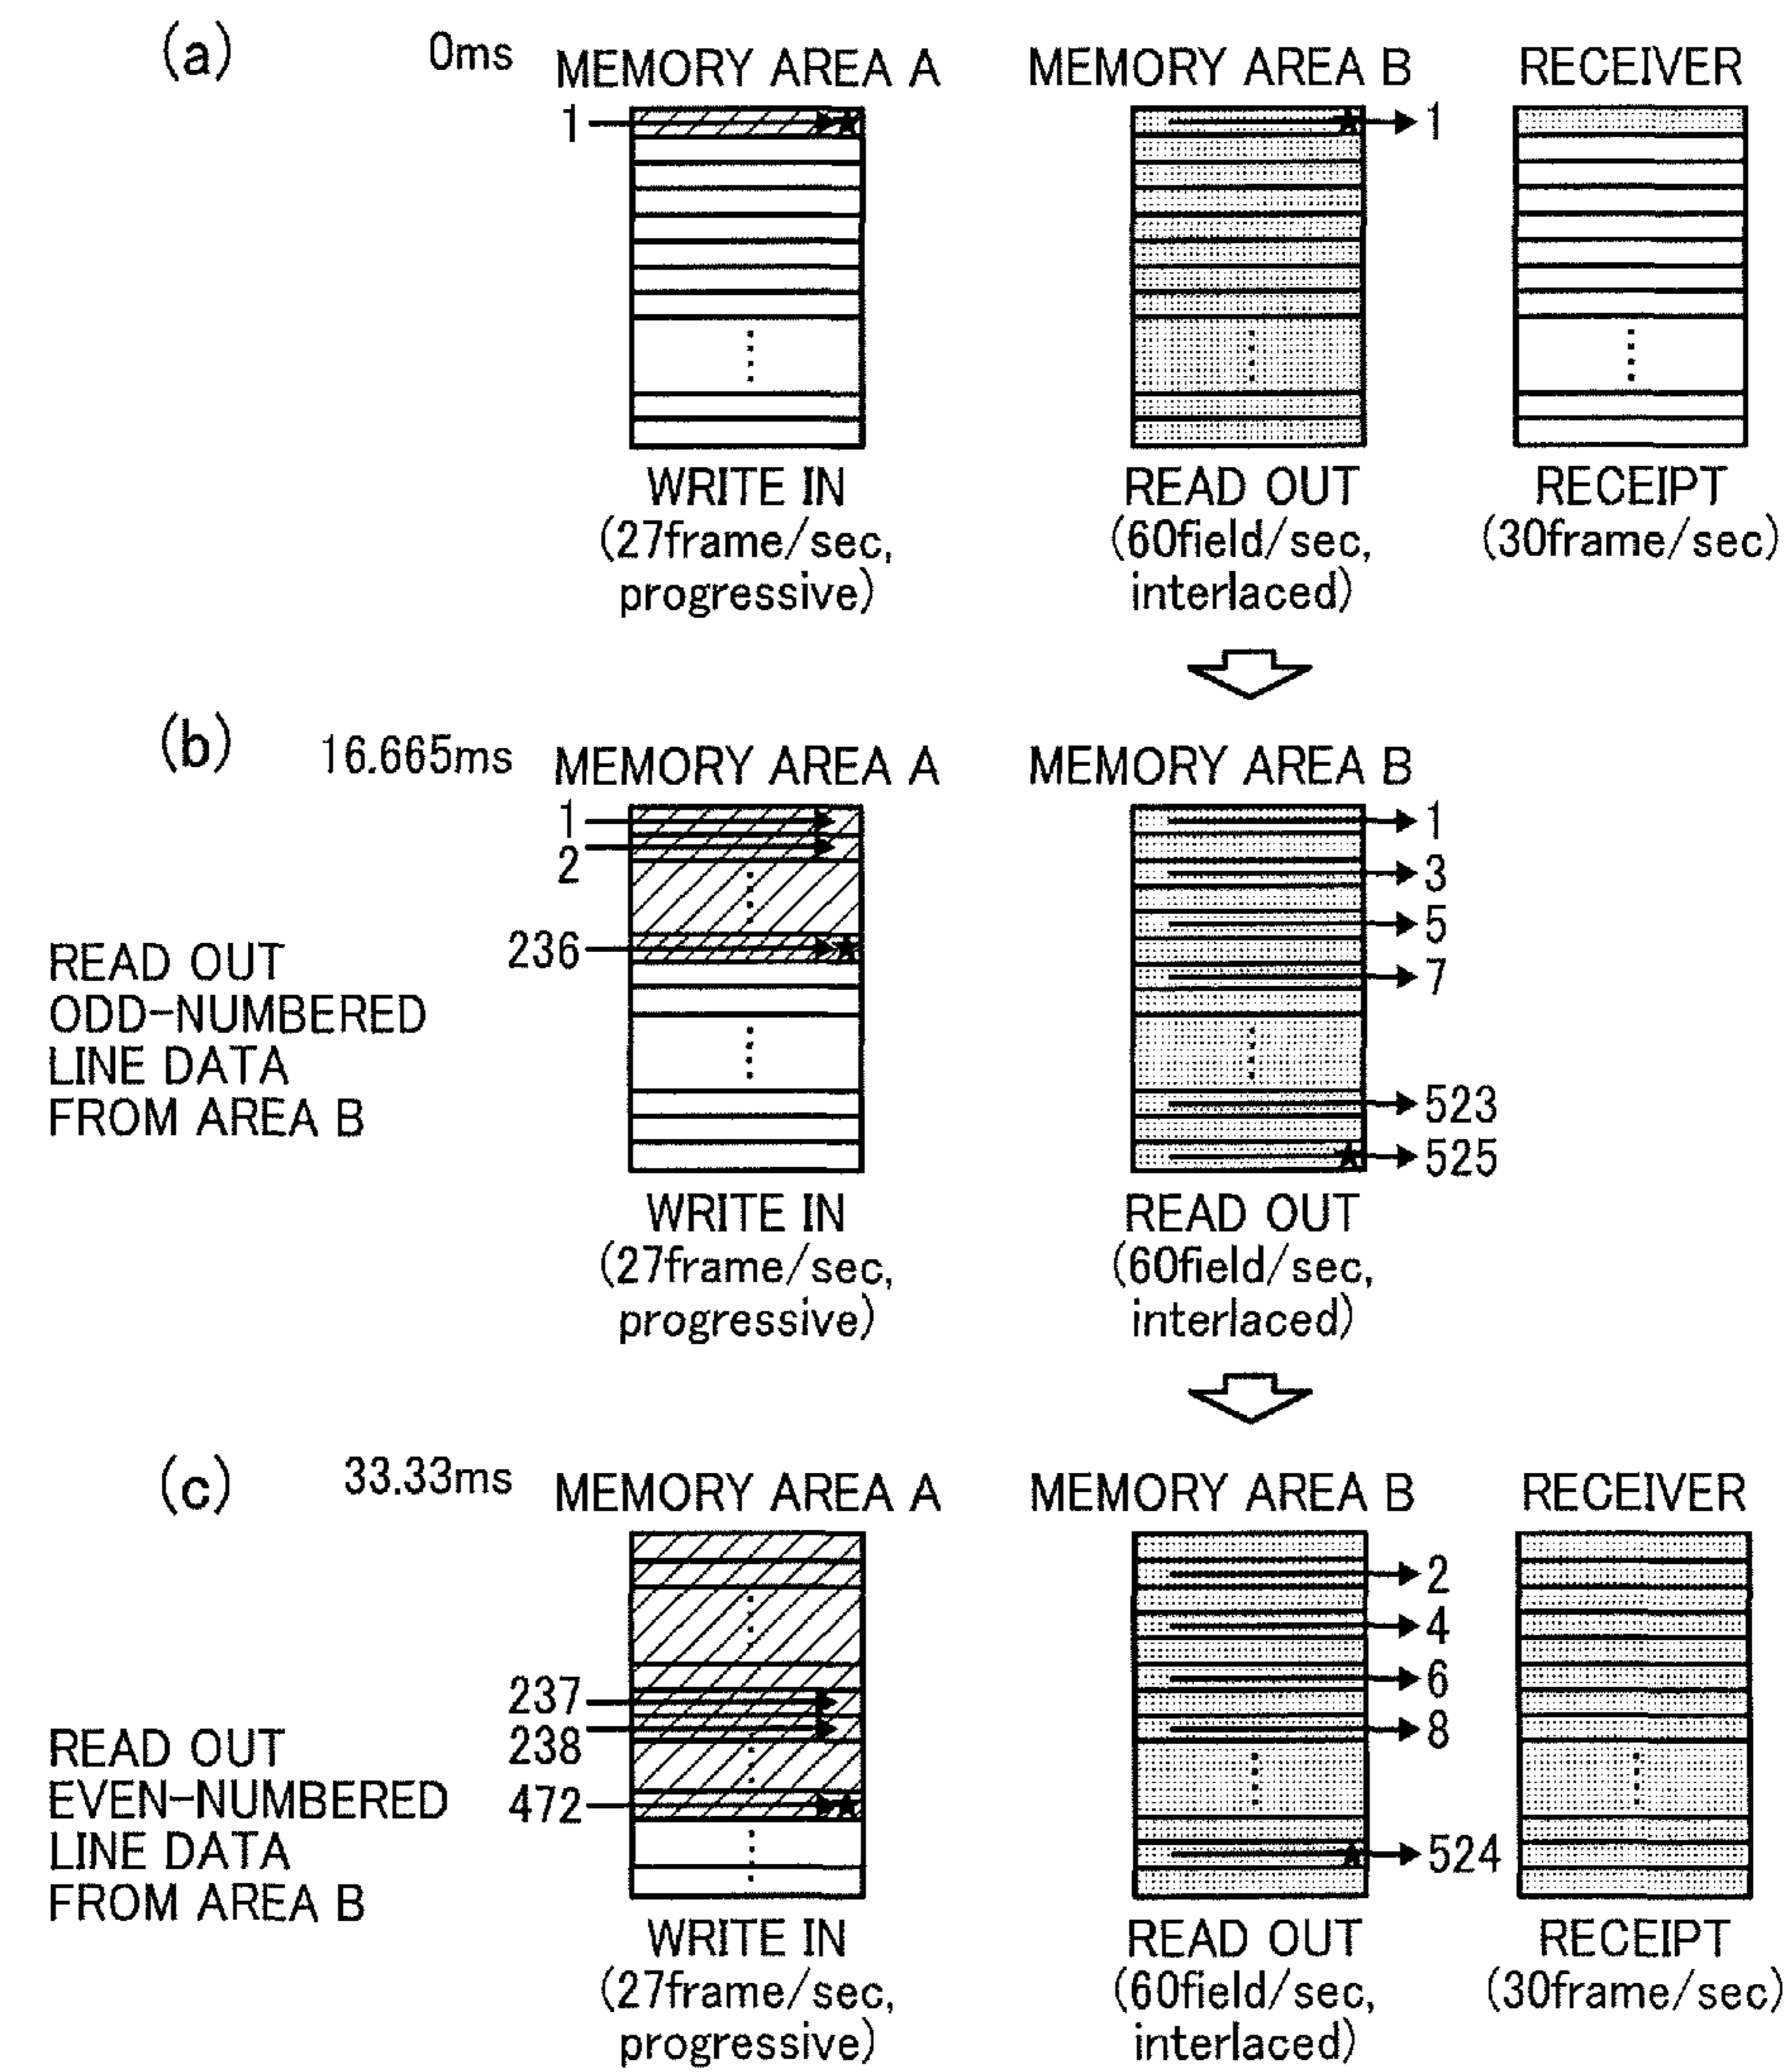 (a) 0ms MEMORY AREA A MEMORY AREA B RECEIVER
1 1
WRITE IN READ OUT RECEIPT
(27frame/sec, (60field/sec, (30frame/sec)
progressive) interlaced)
(b) 16.665ms MEMORY AREA A MEMORY AREA B
1 1
2
3
5
236
7
READ OUT
ODD-NUMBERED
LINE DATA
FROM AREA B
523
525
WRITE IN READ OUT
(27frame/sec, (60field/sec,
progressive) interlaced)
(c) 33.33ms MEMORY AREA A MEMORY AREA B RECEIVER
2
4
6
237
8
238
472
READ OUT
EVEN-NUMBERED
LINE DATA
FROM AREA B
524
WRITE IN READ OUT RECEIPT
(27frame/sec, (60field/sec, (30frame/sec)
progressive) interlaced)